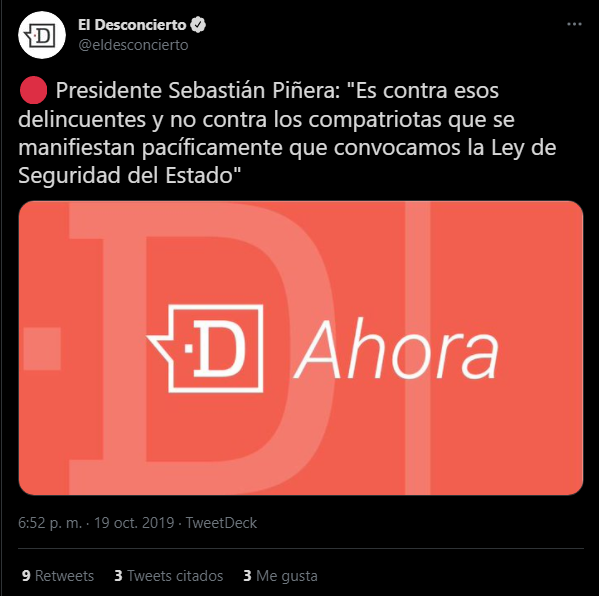 El Desconcierto
@eldesconcierto
Presidente Sebastián Piñera: "Es contra esos
delincuentes y no contra los compatriotas que se
manifiestan pacíficamente que convocamos la Ley de
Seguridad del Estado"
D Ahora
6:52 p. m. · 19 oct. 2019 · TweetDeck
9 Retweets 3 Tweets citados 3 Me gusta